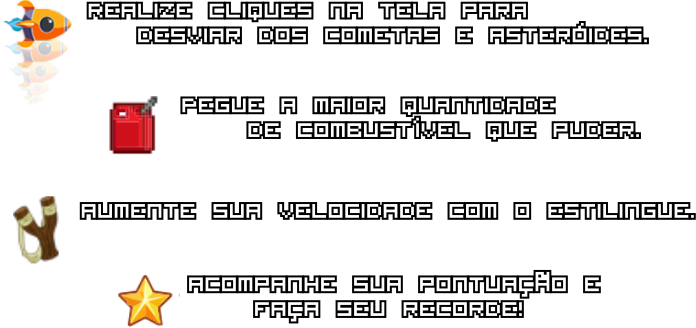 REALIZE CLIQUES NA TELA PARA
DESVIAR DOS COMETAS E ASTERÓIDES.
PEGUE A MAIOR QUANTIDADE
DE COMBUSTÍVEL QUE PUDER.
AUMENTE SUA VELOCIDADE COM O ESTILINGUE.
ACOMPANHE SUA PONTUAÇÃO E
FAÇA SEU RECORDE!